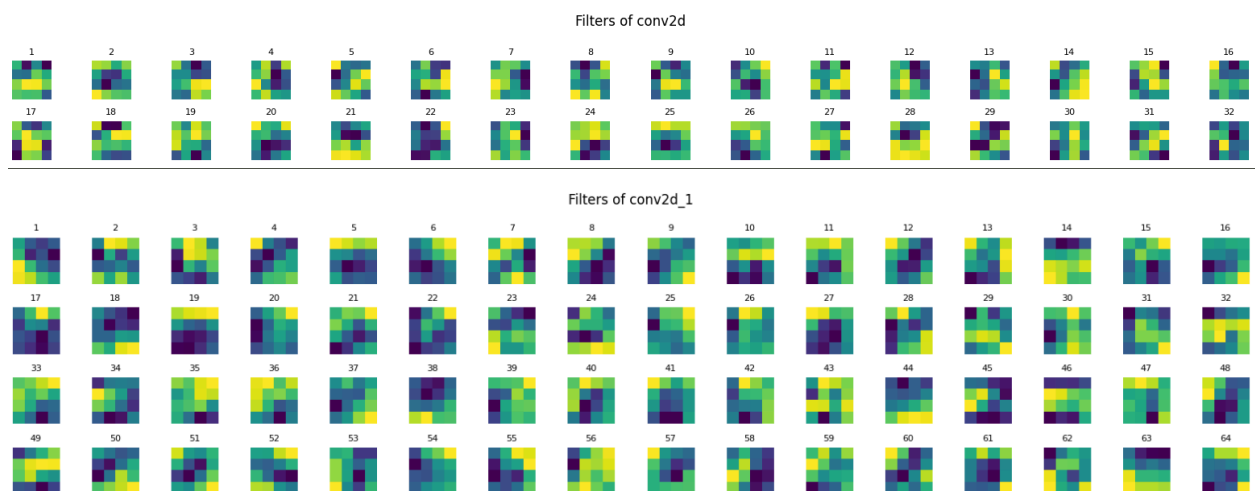 Filters of conv2d
1 2 3 4 5 6 7 8 9 10 11 12 13 14 15 16
17 18 19 20 21 22 23 24 25 26 27 28 29 30 31 32
Filters of conv2d_1
1 2 3 4 5 6 7 8 9 10 11 12 13 14 15 16
17 18 19 20 21 22 23 24 25 26 27 28 29 30 31 32
33 34 35 36 37 38 39 40 41 42 43 44 45 46 47 48
49 50 51 52 53 54 55 56 57 58 59 60 61 62 63 64